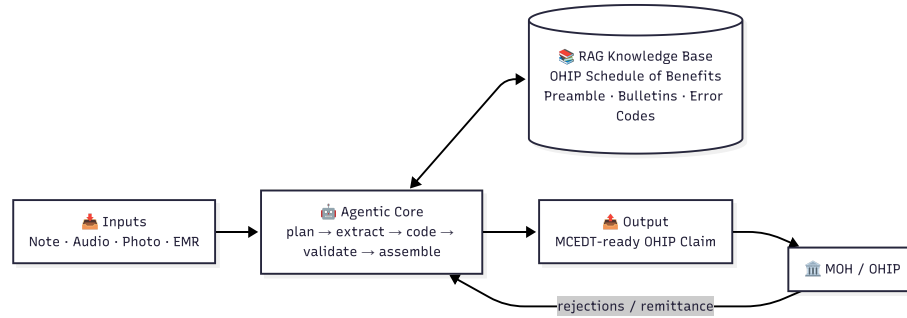 📚 RAG Knowledge Base
OHIP Schedule of Benefits
Preamble · Bulletins · Error
Codes
📥 Inputs
Note · Audio · Photo · EMR
🤖 Agentic Core
plan → extract → code →
validate → assemble
📤 Output
MCEDT-ready OHIP Claim
🏛️ MOH / OHIP
rejections / remittance